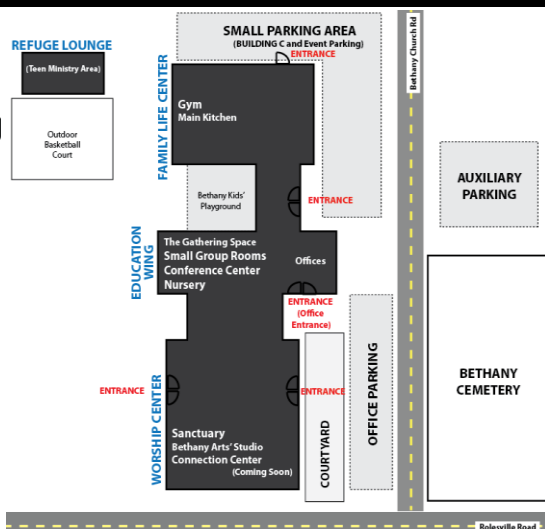 SMALL PARKING AREA
(BUILDING C and Event Parking)
ENTRANCE
Bethany Church Rd
REFUGE LOUNGE
(Teen Ministry Area)
Outdoor
Basketball
Court
FAMILY LIFE CENTER
Gym
Main Kitchen
AUXILIARY
PARKING
Bethany Kids'
Playground
ENTRANCE
EDUCATION
WING
The Gathering Space
Small Group Rooms
Conference Center
Nursery
Offices
ENTRANCE
(Office
Entrance)
WORSHIP CENTER
ENTRANCE
ENTRANCE
Sanctuary
Bethany Arts' Studio
Connection Center
(Coming Soon)
COURTYARD
OFFICE PARKING
BETHANY
CEMETERY
Rolesville Road